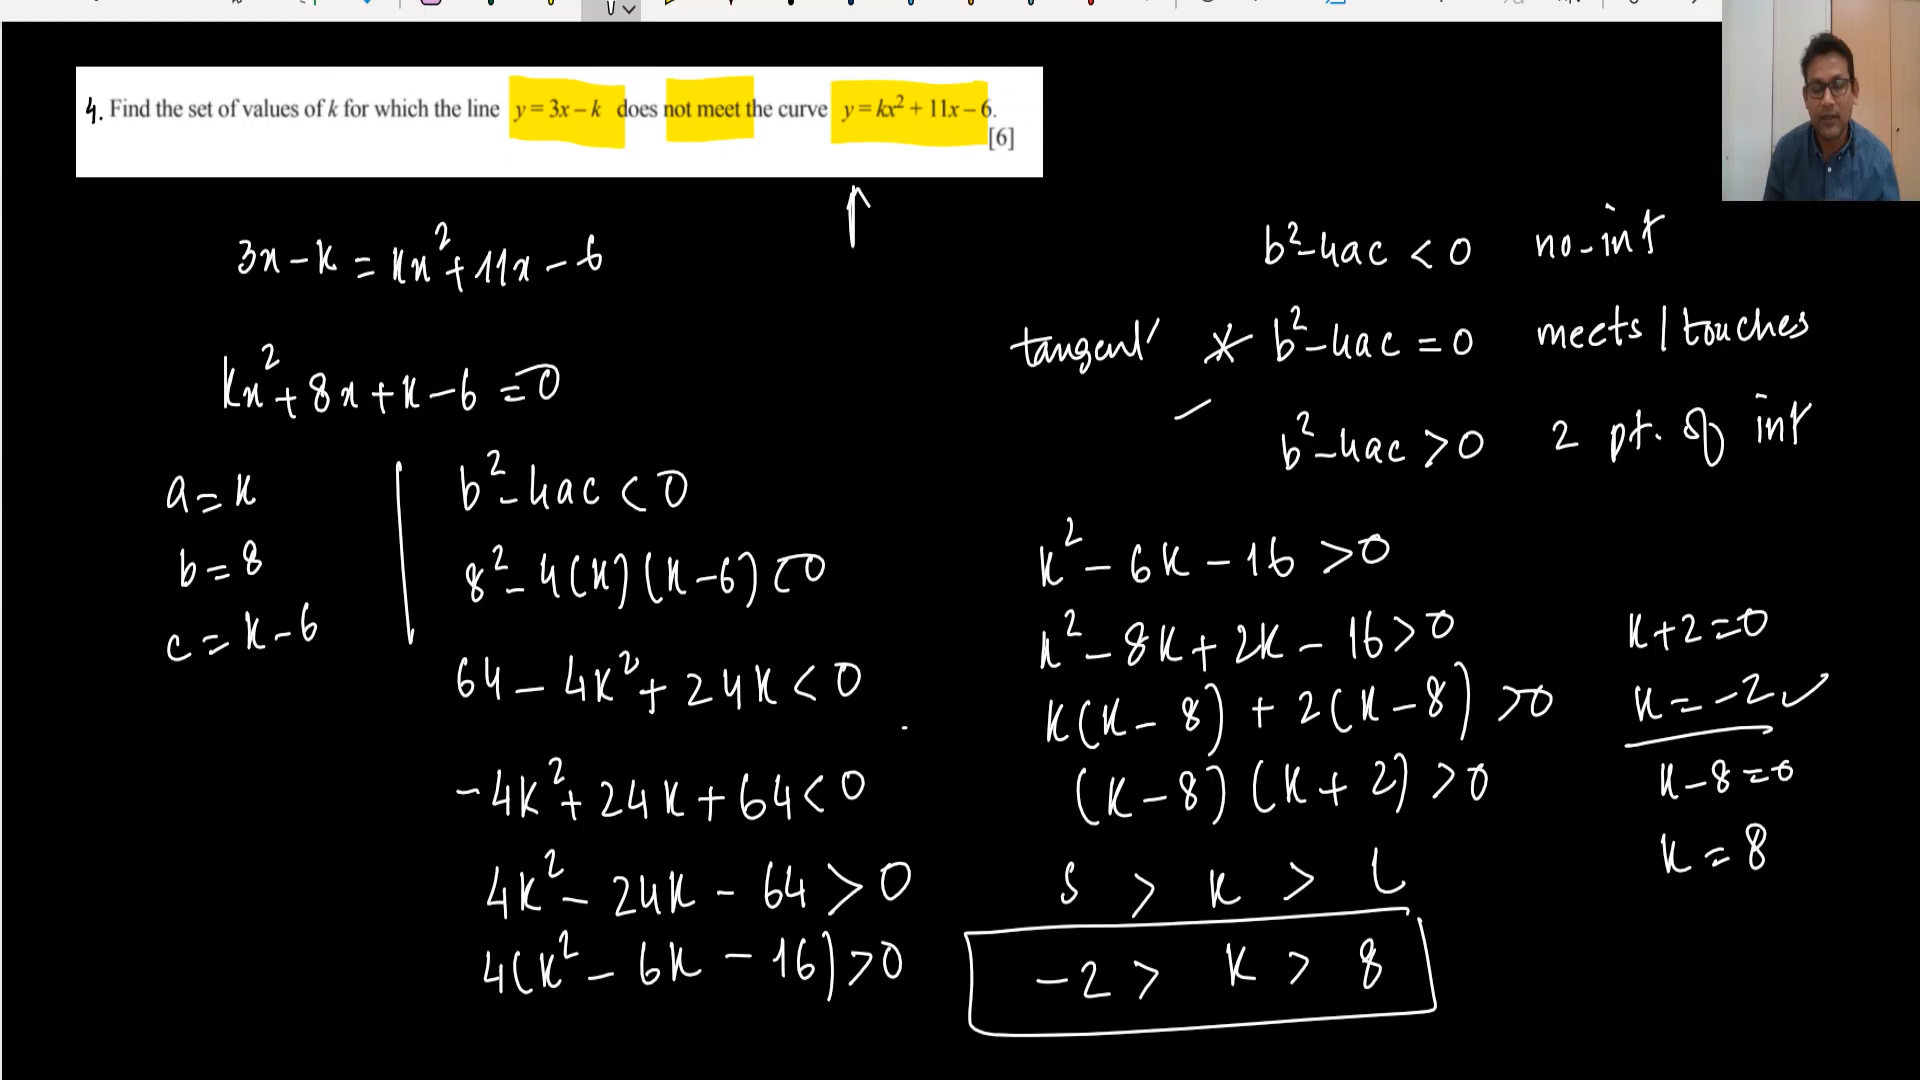 4. Find the set of values of k for which the line y = 3x – k does not meet the curve y = kx² + 11x – 6.
[6]
3x - k = kx² + 11x - 6
kx² + 8x + k - 6 = 0
a = k
b = 8
c = k - 6
b² - 4ac < 0
8² - 4(k)(k - 6) < 0
64 - 4k² + 24k < 0
-4k² + 24k + 64 < 0
4k² - 24k - 64 > 0
4(k² - 6k - 16) > 0
b² - 4ac < 0 no-int
tangent * b² - 4ac = 0 meets | touches
b² - 4ac > 0 2 pt. of int
k² - 6k - 16 > 0
k² - 8k + 2k - 16 > 0
k(k - 8) + 2(k - 8) > 0
(k - 8) (k + 2) > 0
S > k > L
-2 > k > 8
k + 2 = 0
k = -2 ✓
k - 8 = 0
k = 8